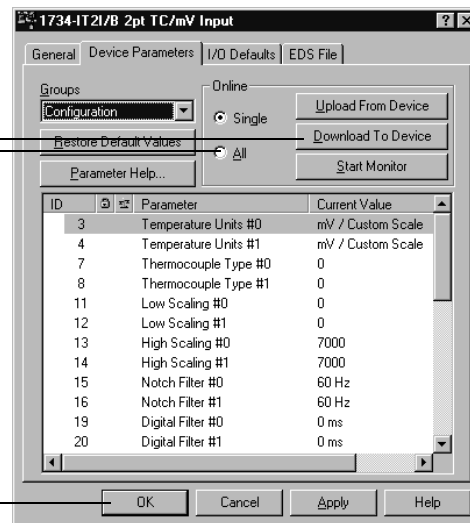 1734-IT2I/B 2pt TC/mV Input
General Device Parameters I/O Defaults EDS File
Groups
Configuration
Restore Default Values
Parameter Help...
Online
Single
All
Upload From Device
Download To Device
Start Monitor
ID Parameter Current Value
3 Temperature Units #0 mV / Custom Scale
4 Temperature Units #1 mV / Custom Scale
7 Thermocouple Type #0 0
8 Thermocouple Type #1 0
11 Low Scaling #0 0
12 Low Scaling #1 0
13 High Scaling #0 7000
14 High Scaling #1 7000
15 Notch Filter #0 60 Hz
16 Notch Filter #1 60 Hz
19 Digital Filter #0 0 ms
20 Digital Filter #1 0 ms
OK Cancel Apply Help